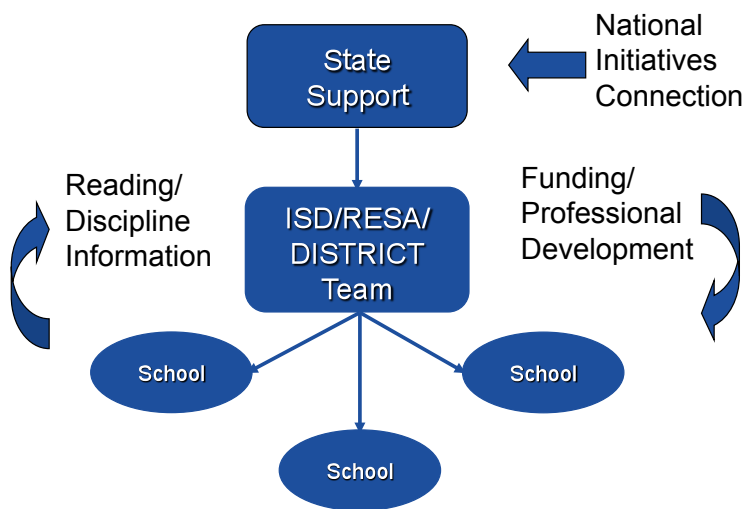 State
Support
National
Initiatives
Connection
Reading/
Discipline
Information
ISD/RESA/
DISTRICT
Team
Funding/
Professional
Development
School
School
School